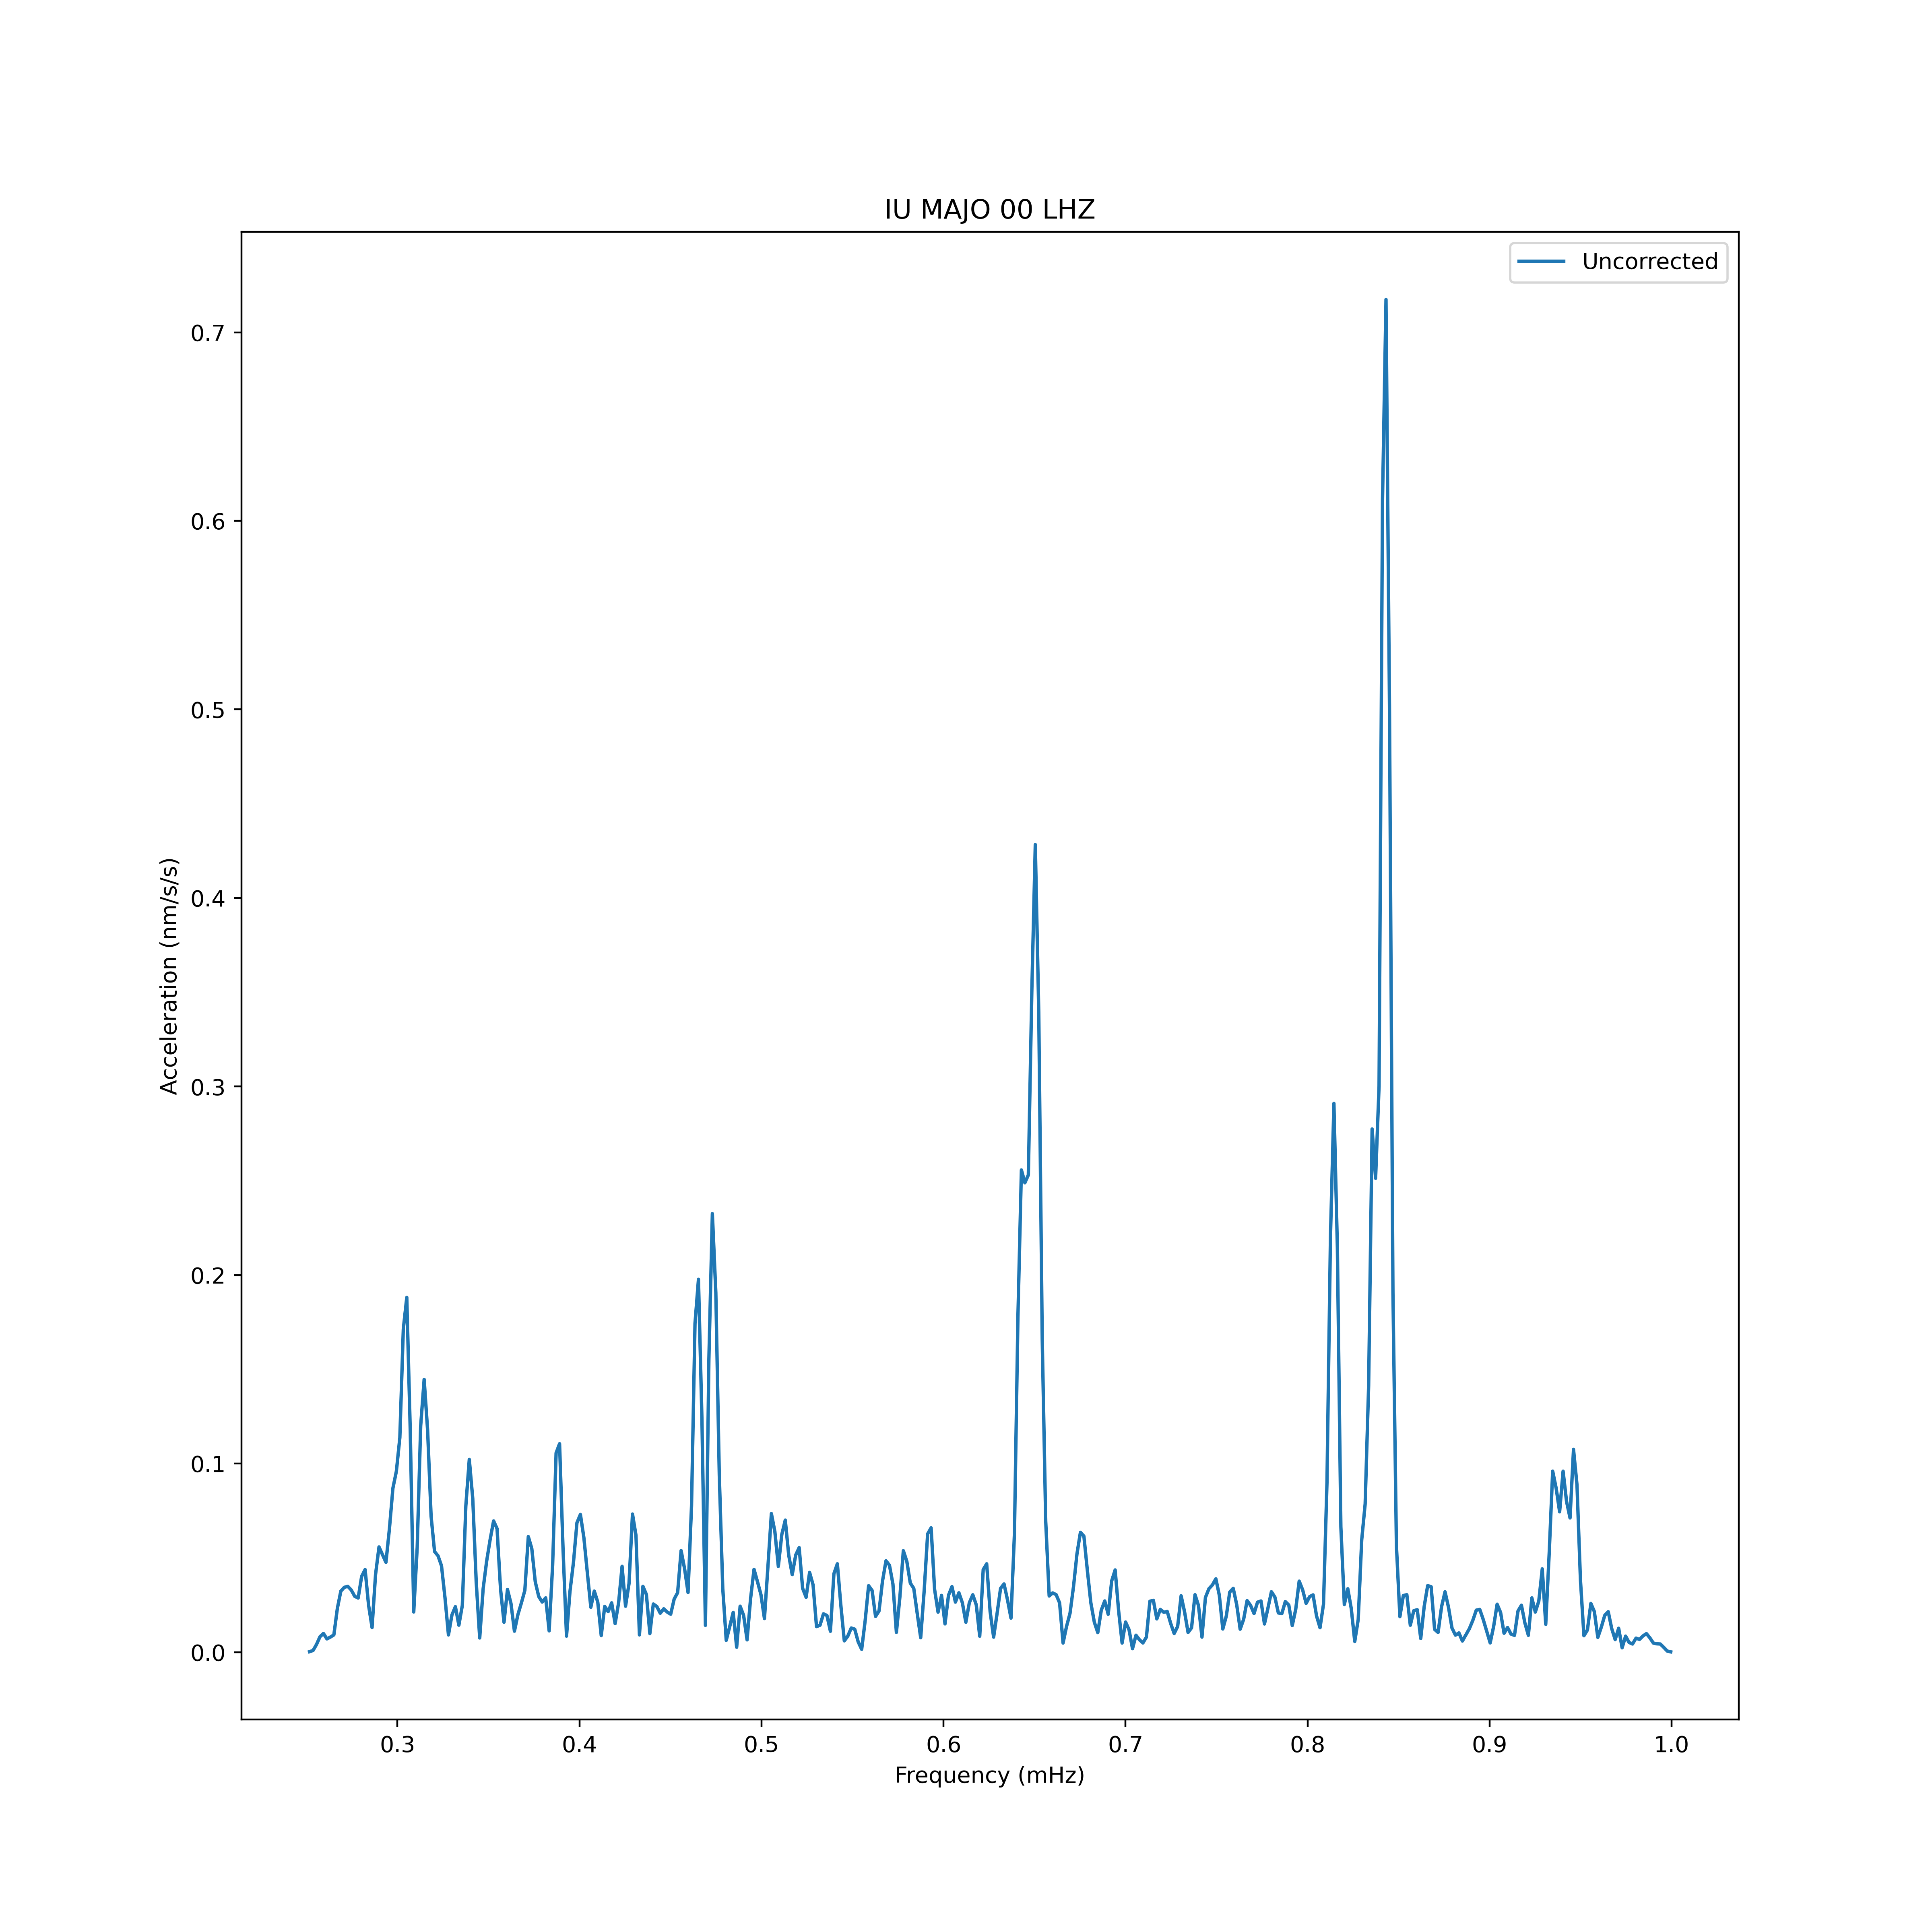 IU MAJO 00 LHZ
Uncorrected
0.7
0.6
0.5
0.4
0.3
0.2
0.1
0.0
Acceleration (nm/s/s)
0.3 0.4 0.5 0.6 0.7 0.8 0.9 1.0
Frequency (mHz)